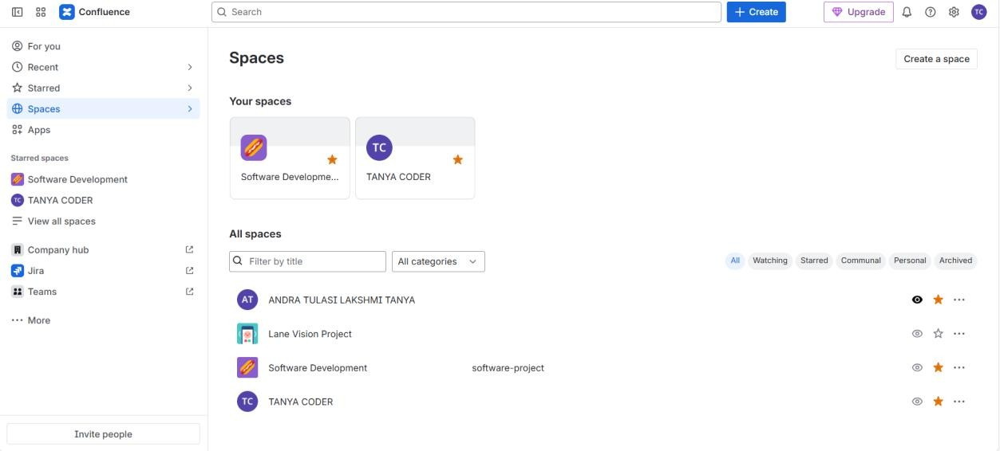 Confluence
Search
+ Create
Upgrade
TC
For you
Recent
Starred
Spaces
Apps
Starred spaces
Software Development
TC TANYA CODER
View all spaces
Company hub
Jira
Teams
More
Invite people
Spaces
Create a space
Your spaces
Software Developme...
TC
TANYA CODER
All spaces
Filter by title
All categories
All Watching Starred Communal Personal Archived
AT ANDRA TULASI LAKSHMI TANYA
Lane Vision Project
Software Development software-project
TC TANYA CODER